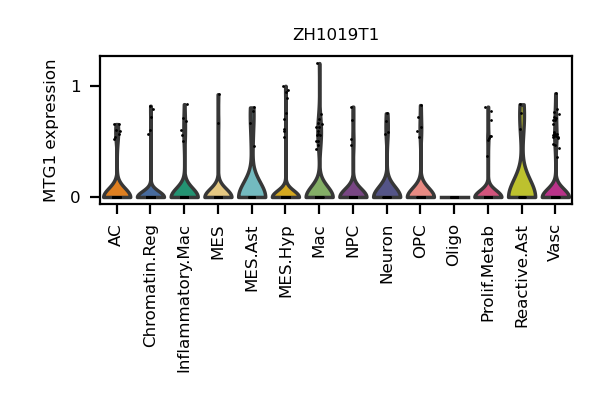 ZH1019T1
MTG1 expression
1
0
AC
Chromatin.Reg
Inflammatory.Mac
MES
MES.Ast
MES.Hyp
Mac
NPC
Neuron
OPC
Oligo
Prolif.Metab
Reactive.Ast
Vasc